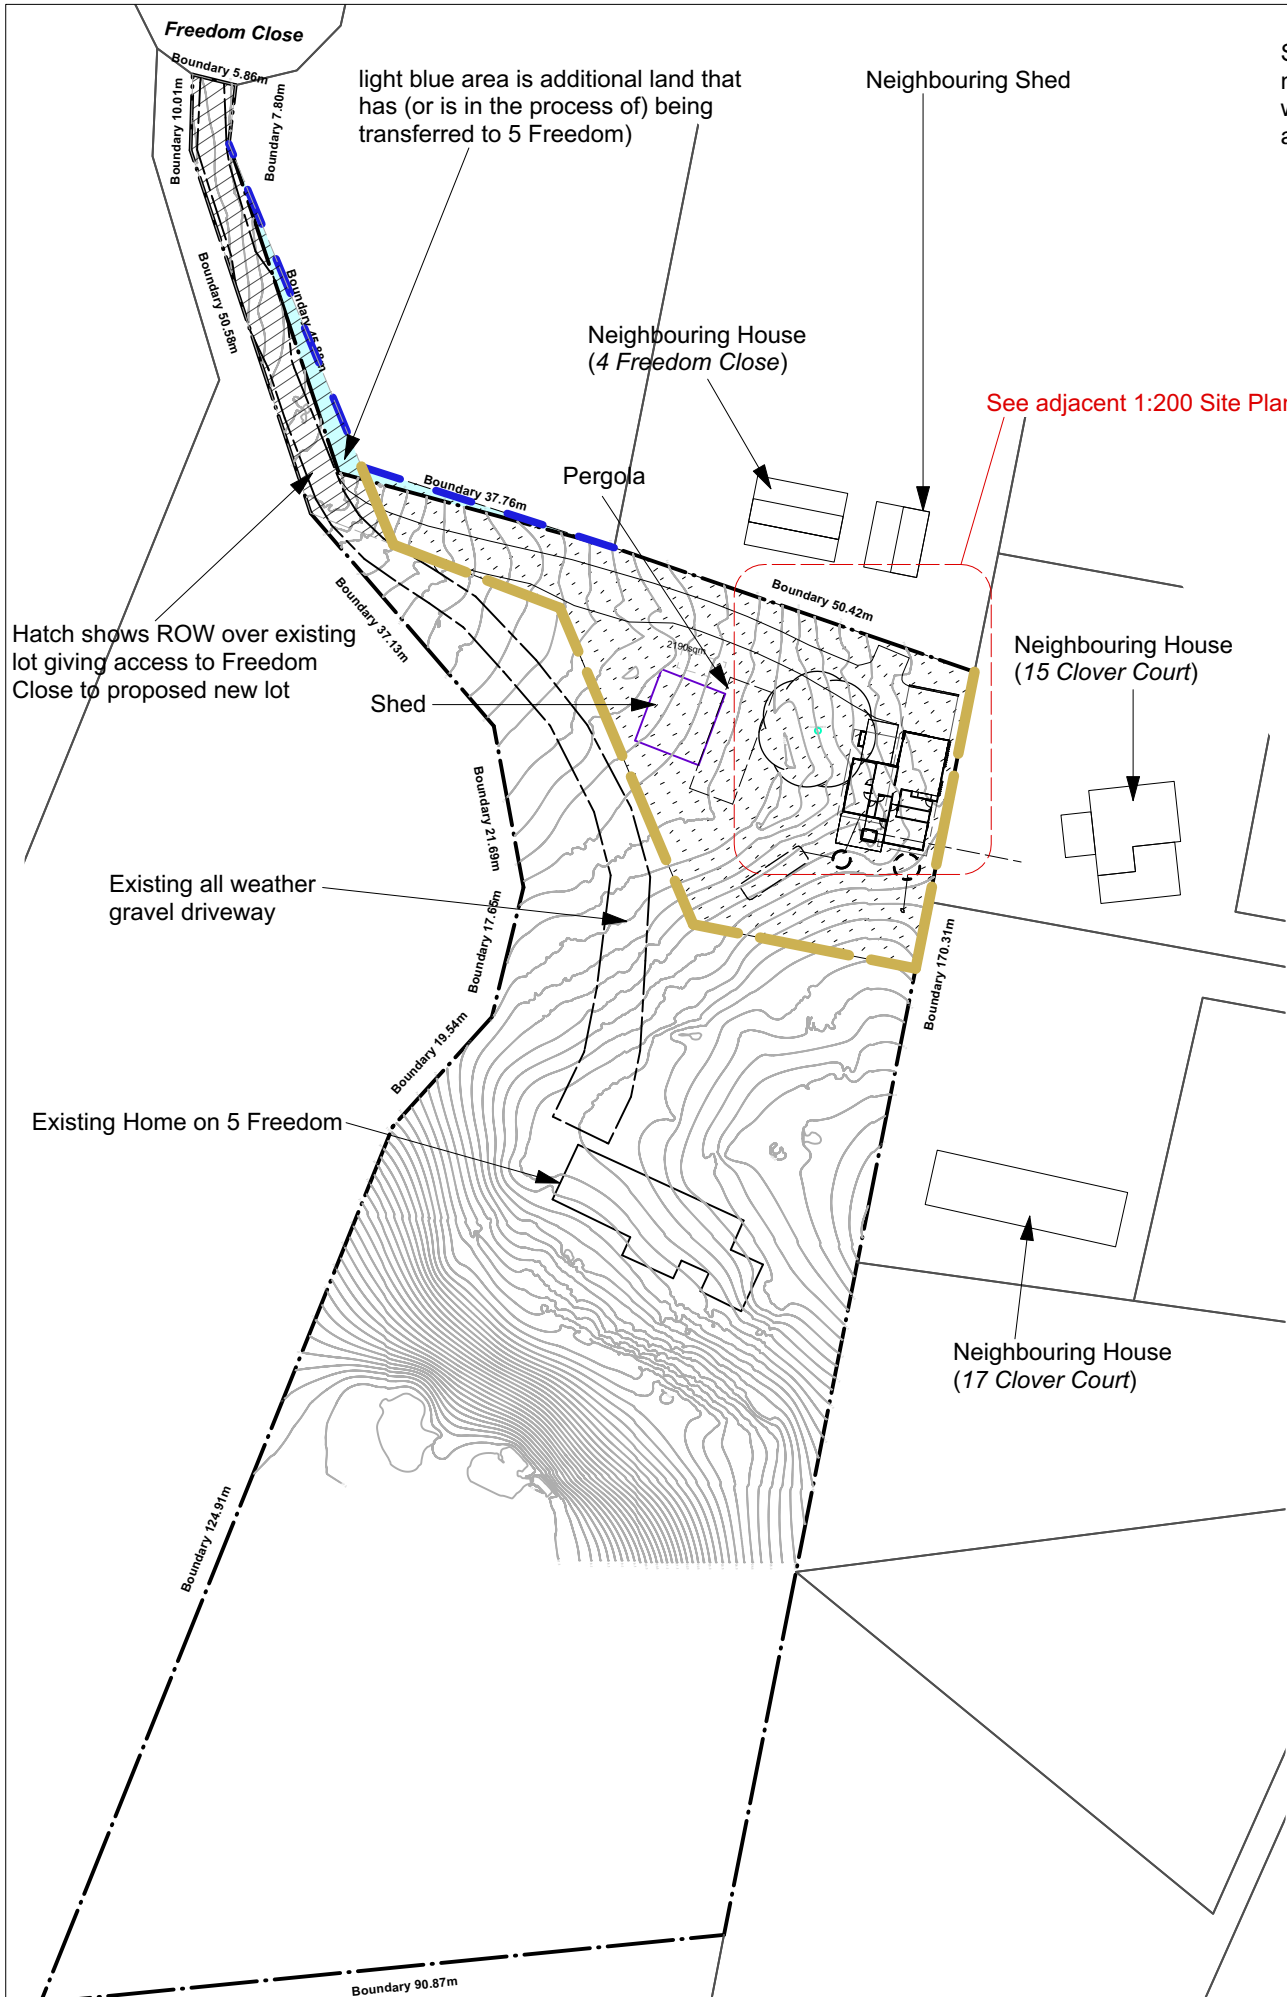 Freedom Close
Boundary 5.86m
Boundary 10.01m
Boundary 7.80m
light blue area is additional land that
has (or is in the process of) being
transferred to 5 Freedom)
Neighbouring Shed
Boundary 50.58m
Boundary 45.88m
Neighbouring House
(4 Freedom Close)
See adjacent 1:200 Site Plan
Pergola
Boundary 37.76m
Boundary 50.42m
Boundary 37.13m
Hatch shows ROW over existing
lot giving access to Freedom
Close to proposed new lot
2190sqm
Neighbouring House
(15 Clover Court)
Shed
Boundary 21.69m
Existing all weather
gravel driveway
Boundary 17.65m
Boundary 170.31m
Boundary 19.54m
Existing Home on 5 Freedom
Neighbouring House
(17 Clover Court)
Boundary 124.91m
Boundary 90.87m